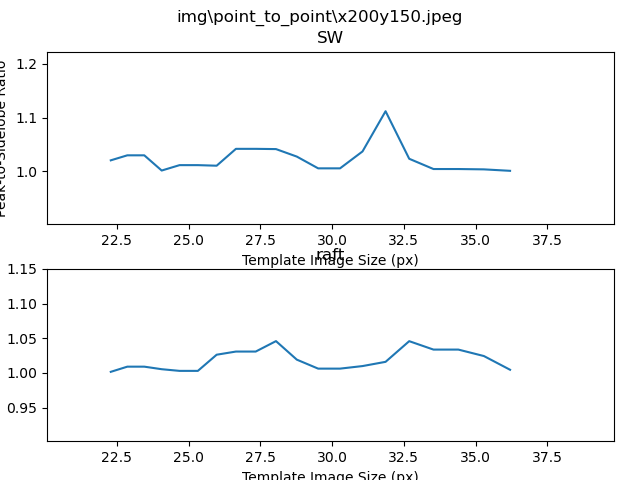 img\point_to_point\x200y150.jpeg
SW
Peak-to-Sidelobe Ratio
1.2
1.1
1.0
22.5 25.0 27.5 30.0 32.5 35.0 37.5
Template Image Size (px)
raft
1.15
1.10
1.05
1.00
0.95
22.5 25.0 27.5 30.0 32.5 35.0 37.5
Template Image Size (px)